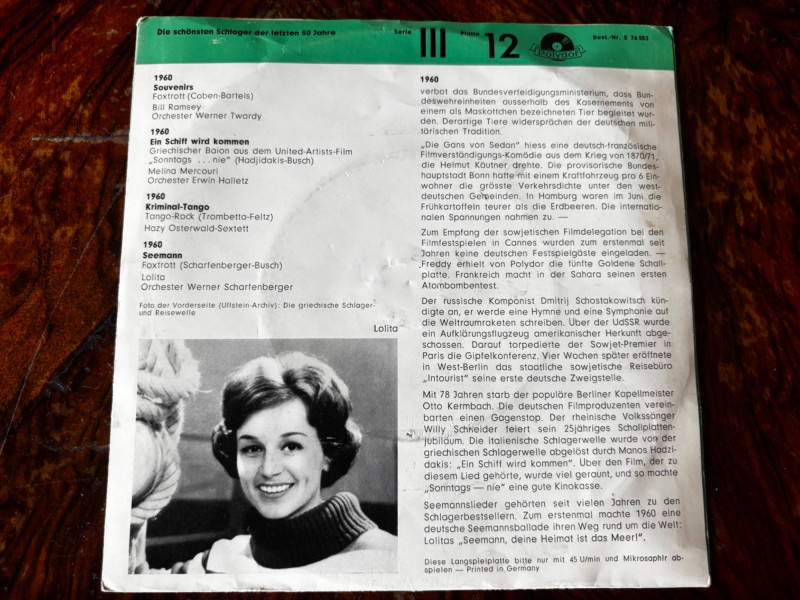 Die schönsten Schlager der letzten 50 Jahre
Serie III Platte 12
polydor
Best.-Nr. E 76 553
1960
Souvenirs
Foxtrott (Coben-Bartels)
Bill Ramsey
Orchester Werner Twardy
1960
Ein Schiff wird kommen
Griechischer Baion aus dem United-Artists-Film
„Sonntags ... nie" (Hadjidakis-Busch)
Melina Mercouri
Orchester Erwin Halletz
1960
Kriminal-Tango
Tango-Rock (Trombetta-Feltz)
Hazy Osterwald-Sextett
1960
Seemann
Foxtrott (Scharfenberger-Busch)
Lolita
Orchester Werner Scharfenberger
Foto der Vorderseite (Ullstein-Archiv): Die griechische Schlager-
und Reisewelle
Lolita
1960
verbot das Bundesverteidigungsministerium, dass Bun-
deswehreinheiten ausserhalb des Kasernements von
einem als Maskottchen bezeichneten Tier begleitet wur-
den. Derartige Tiere widersprächen der deutschen mili-
tärischen Tradition.
„Die Gans von Sedan" hiess eine deutsch-französische
Filmverständigungs-Komödie aus dem Krieg von 1870/71,
die Helmut Käutner drehte. Die provisorische Bundes-
hauptstadt Bonn hatte mit einem Kraftfahrzeug pro 6 Ein-
wohner die grösste Verkehrsdichte unter den west-
deutschen Gemeinden. In Hamburg waren im Juni die
Frühkartoffeln teurer als die Erdbeeren. Die internatio-
nalen Spannungen nahmen zu. —
Zum Empfang der sowjetischen Filmdelegation bei den
Filmfestspielen in Cannes wurden zum erstenmal seit
Jahren keine deutschen Festspielgäste eingeladen. —
Freddy erhielt von Polydor die fünfte Goldene Schall-
platte. Frankreich macht in der Sahara seinen ersten
Atombombentest.
Der russische Komponist Dmitrij Schostakowitsch kün-
digte an, er werde eine Hymne und eine Symphonie auf
die Weltraumraketen schreiben. Über der UdSSR wurde
ein Aufklärungsflugzeug amerikanischer Herkunft abge-
schossen. Darauf torpedierte der Sowjet-Premier in
Paris die Gipfelkonferenz. Vier Wochen später eröffnete
in West-Berlin das staatliche sowjetische Reisebüro
„Intourist" seine erste deutsche Zweigstelle.
Mit 78 Jahren starb der populäre Berliner Kapellmeister
Otto Kermbach. Die deutschen Filmproduzenten verein-
barten einen Gagenstop. Der rheinische Volkssänger
Willy Schneider feiert sein 25jähriges Schallplatten-
jubiläum. Die italienische Schlagerwelle wurde von der
griechischen Schlagerwelle abgelöst durch Manos Hadzi-
dakis: „Ein Schiff wird kommen". Über den Film, der zu
diesem Lied gehörte, wurde viel geraunt, und so machte
„Sonntags — nie" eine gute Kinokasse.
Seemannslieder gehörten seit vielen Jahren zu den
Schlagerbestsellern. Zum erstenmal machte 1960 eine
deutsche Seemannsballade ihren Weg rund um die Welt:
Lolitas „Seemann, deine Heimat ist das Meer!".
Diese Langspielplatte bitte nur mit 45 U/min und Mikrosaphir ab-
spielen — Printed in Germany